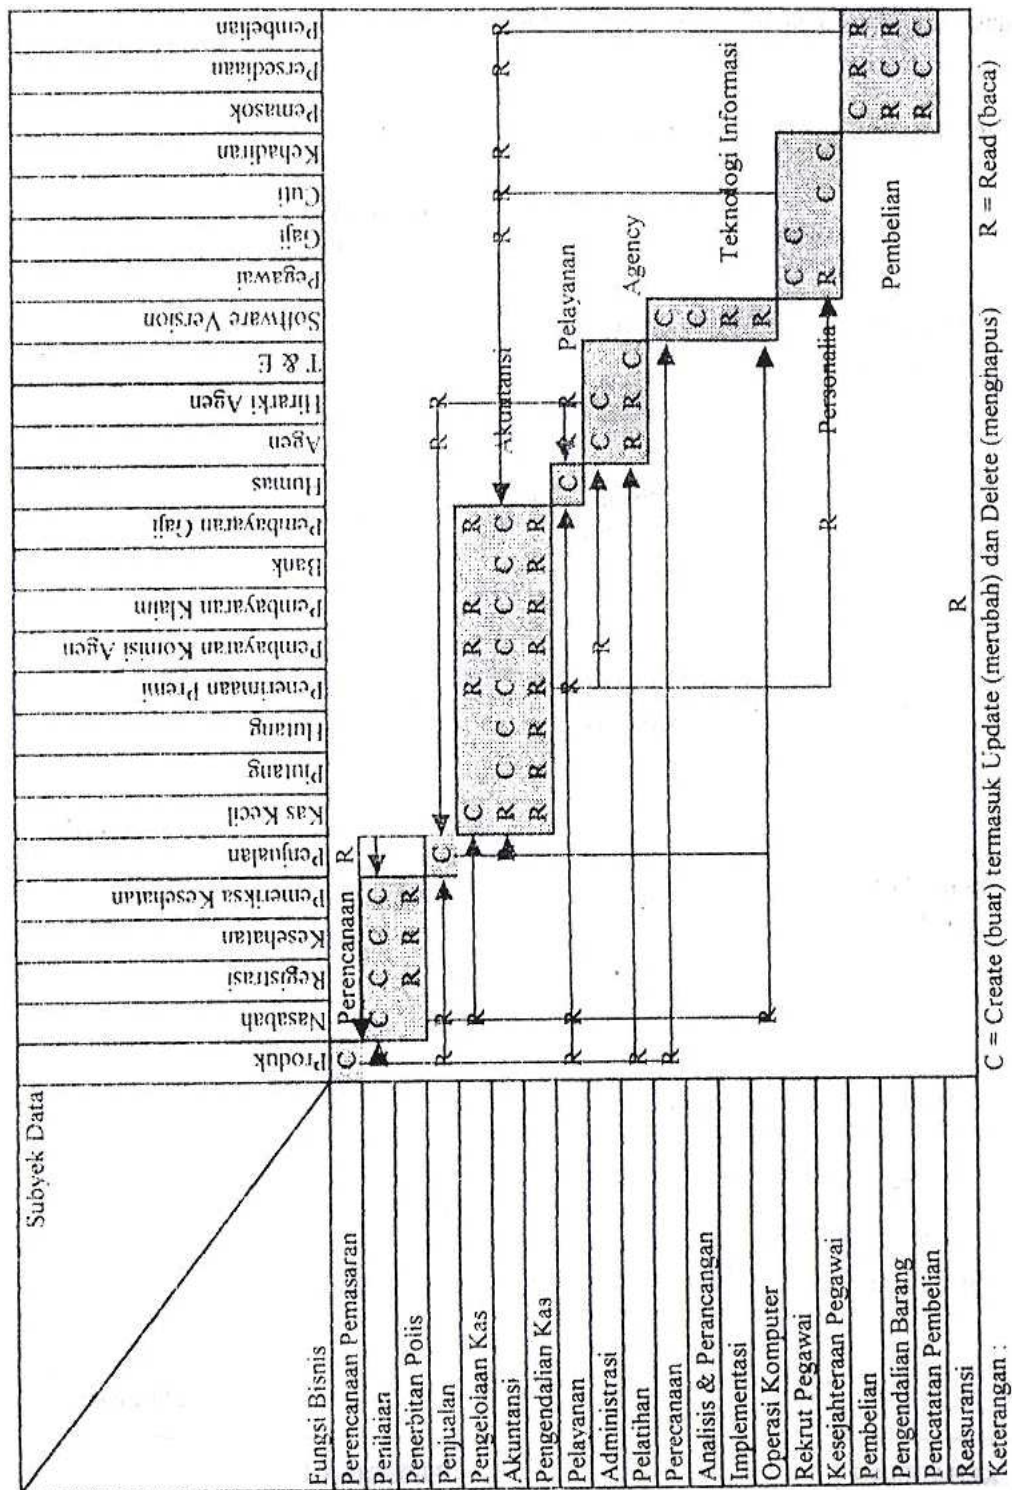 Subyek Data
Fungsi Bisnis
Produk
Nasabah
Registrasi
Kesehatan
Pemeriksa Kesehatan
Penjualan
Kas Kecil
Piutang
Hutang
Penerimaan Premi
Pembayaran Komisi Agen
Pembayaran Klaim
Bank
Pembayaran Gaji
Humas
Agen
Hirarki Agen
T & E
Software Version
Pegawai
Gaji
Cuti
Kehadiran
Pemasok
Persediaan
Pembelian
Perencanaan Pemasaran C Perencanaan R
Penilaian R C C C C
Penerbitan Polis R R R
Penjualan R R C R R
Pengelolaan Kas R C R R R R
Akuntansi R C C C C C C C Akuntansi R R R R R
Pengendalian Kas R R R R R R R R
Pelayanan R R R C R R Pelayanan
Administrasi R C C
Pelatihan R R R C Agency
Perecanaan R C
Analisis & Perancangan C
Implementasi R Teknologi Informasi
Operasi Komputer R R
Rekrut Pegawai C C
Kesejahteraan Pegawai R Personalia R C C
Pembelian C R R
Pengendalian Barang Pembelian R C R
Pencatatan Pembelian R C C
Reasuransi R
Keterangan : C = Create (buat) termasuk Update (merubah) dan Delete (menghapus) R = Read (baca)